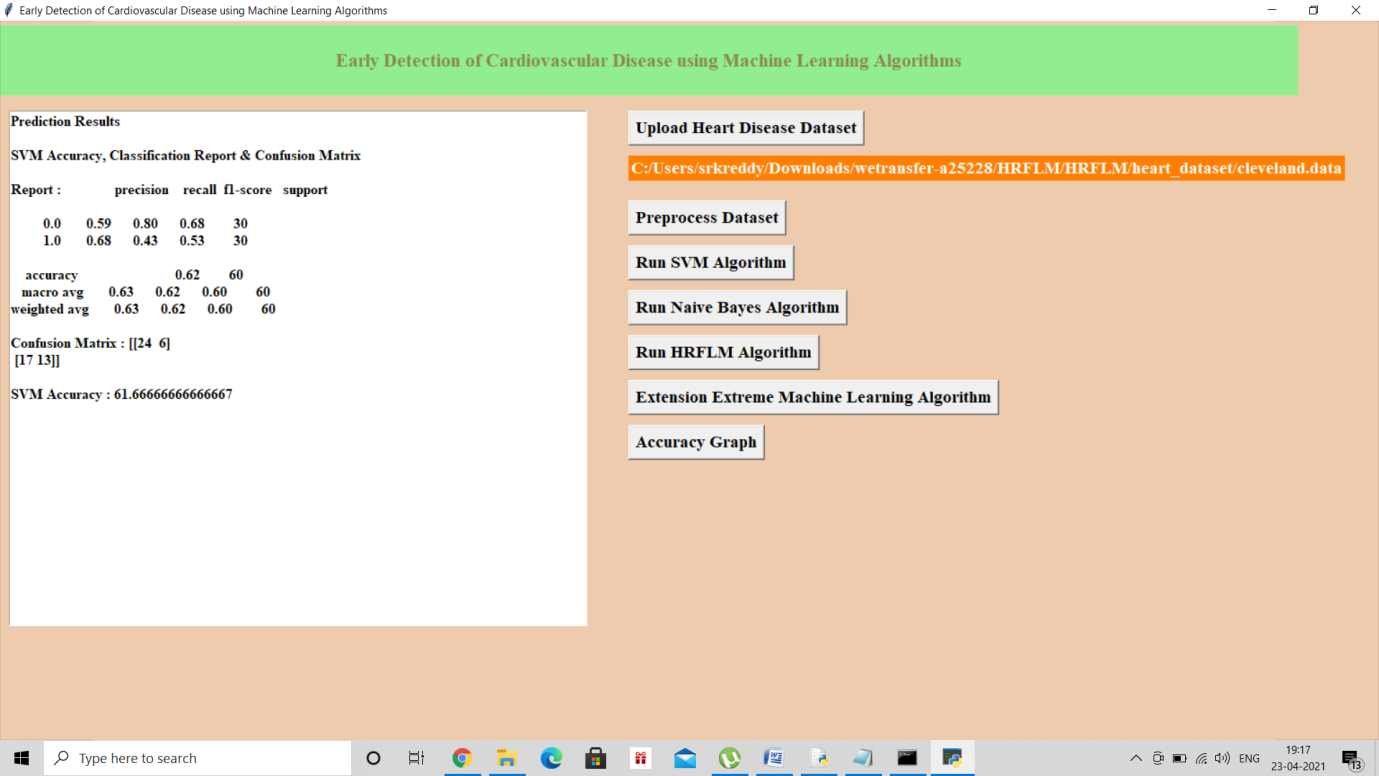 Early Detection of Cardiovascular Disease using Machine Learning Algorithms
Early Detection of Cardiovascular Disease using Machine Learning Algorithms
Prediction Results
SVM Accuracy, Classification Report & Confusion Matrix
Report : precision recall f1-score support
0.0 0.59 0.80 0.68 30
1.0 0.68 0.43 0.53 30
accuracy 0.62 60
macro avg 0.63 0.62 0.60 60
weighted avg 0.63 0.62 0.60 60
Confusion Matrix : [[24 6]
[17 13]]
SVM Accuracy : 61.66666666666667
Upload Heart Disease Dataset
C:/Users/srkreddy/Downloads/wetransfer-a25228/HRFLM/HRFLM/heart_dataset/cleveland.data
Preprocess Dataset
Run SVM Algorithm
Run Naive Bayes Algorithm
Run HRFLM Algorithm
Extension Extreme Machine Learning Algorithm
Accuracy Graph
Type here to search
ENG
19:17
23-04-2021
13